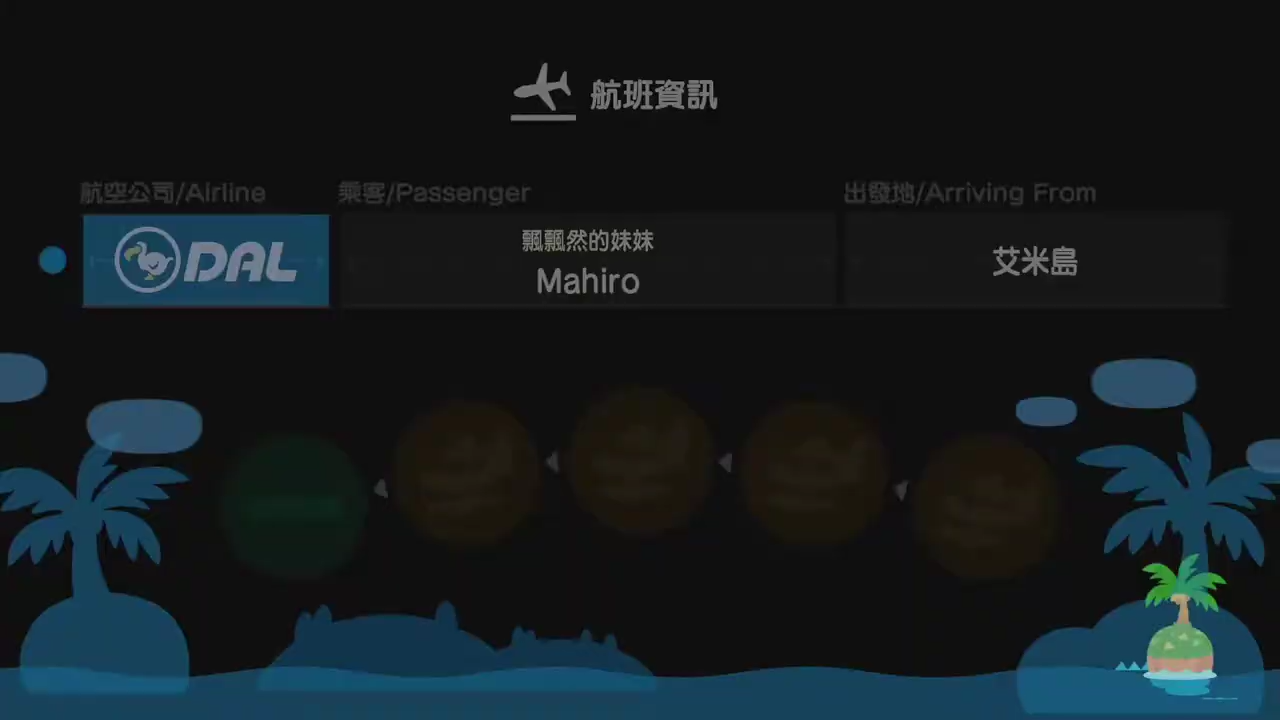 航班資訊
航空公司/Airline
乘客/Passenger
出發地/Arriving From
DAL
飄飄然的妹妹
Mahiro
艾米島